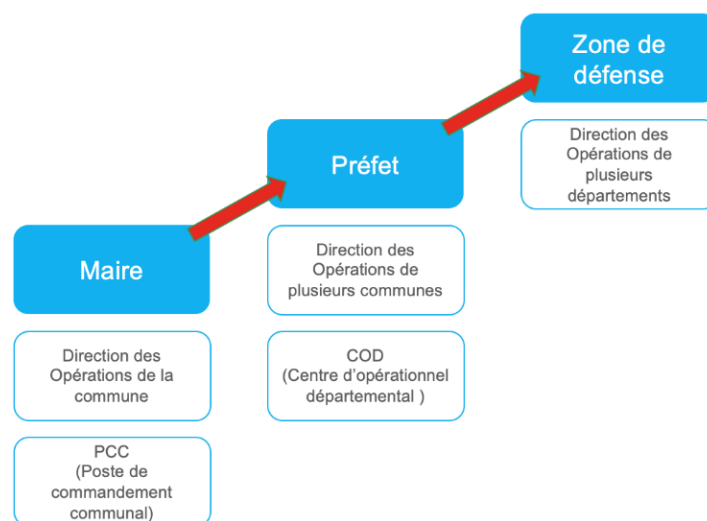 Zone de
défense
Direction des
Opérations de
plusieurs
départements
Préfet
Direction des
Opérations de
plusieurs communes
COD
(Centre d'opérationnel
départemental )
Maire
Direction des
Opérations de la
commune
PCC
(Poste de
commandement
communal)